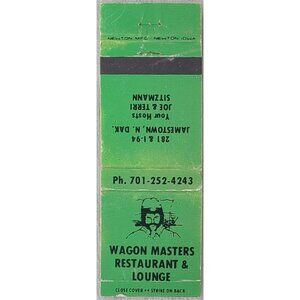 NEWTON MFG. NEWTON, IOWA
SITZMANN
JOE & TERRI
Your Hosts
JAMESTOWN, N. DAK.
281 & I-94
Ph. 701-252-4243
WAGON MASTERS
RESTAURANT &
LOUNGE
CLOSE COVER •• STRIKE ON BACK